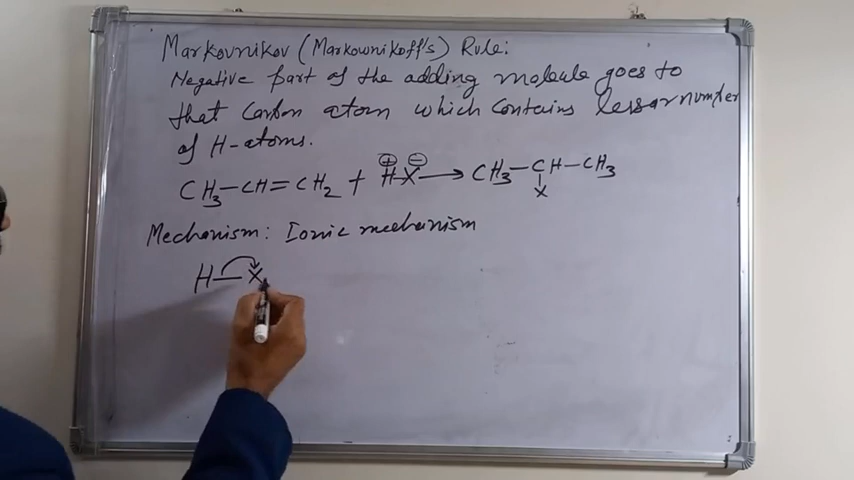 Markovnikov (Markownikoff's) Rule:
Negative part of the adding molecule goes to
that Carbon atom which contains lessar number
of H-atoms.
CH₃—CH=CH₂ + H—X ⟶ CH₃—CH—CH₃
⊕ ⊖
X
Mechanism: Ionic mechanism
H—X